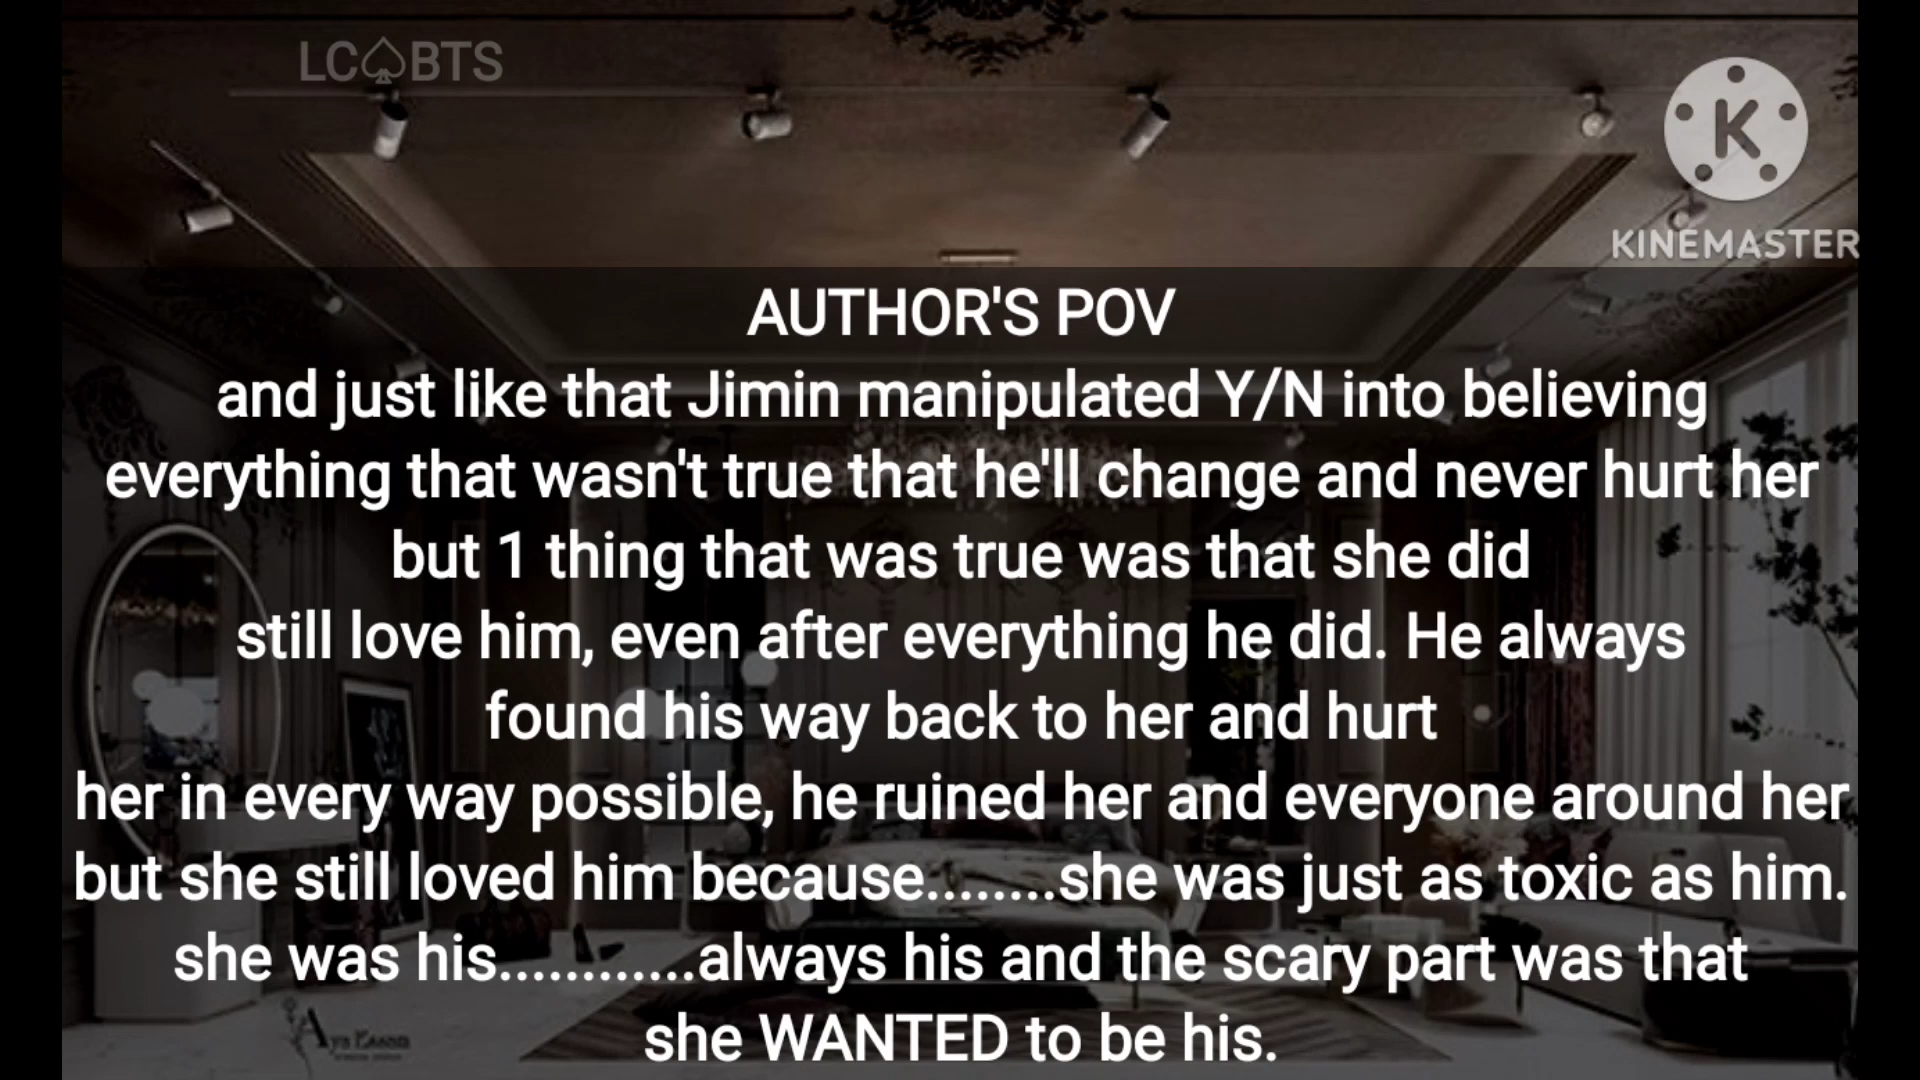 LC♤BTS
K
KINEMASTER
AUTHOR'S POV
and just like that Jimin manipulated Y/N into believing
everything that wasn't true that he'll change and never hurt her
but 1 thing that was true was that she did
still love him, even after everything he did. He always
found his way back to her and hurt
her in every way possible, he ruined her and everyone around her
but she still loved him because........she was just as toxic as him.
she was his............always his and the scary part was that
she WANTED to be his.